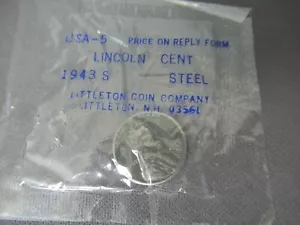 USA-5 PRICE ON REPLY FORM
LINCOLN CENT
1943 S STEEL
LITTLETON COIN COMPANY
LITTLETON, N.H. 03561